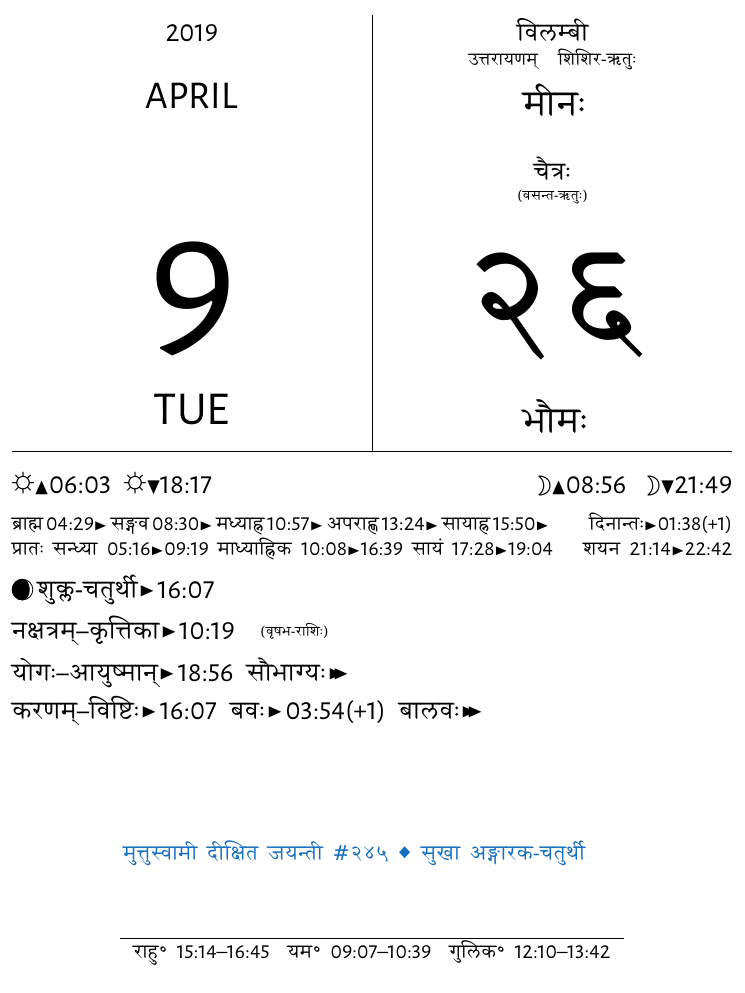 2019
APRIL
9
TUE
विलम्बी
उत्तरायणम् शिशिर-ऋतुः
मीनः
चैत्रः
(वसन्त-ऋतुः)
२६
भौमः
☼▲06:03 ☼▼18:17 ☽▲08:56 ☽▼21:49
ब्राह्म 04:29► सङ्गव 08:30► मध्याह्न 10:57► अपराह्ण 13:24► सायाह्न 15:50► दिनान्तः►01:38(+1)
प्रातः सन्ध्या 05:16►09:19 माध्याह्निक 10:08►16:39 सायं 17:28►19:04 शयन 21:14►22:42
शुक्ल-चतुर्थी►16:07
नक्षत्रम्–कृत्तिका►10:19 (वृषभ-राशिः)
योगः–आयुष्मान्►18:56 सौभाग्यः►►
करणम्–विष्टिः►16:07 बवः►03:54(+1) बालवः►►
मुत्तुस्वामी दीक्षित जयन्ती #२४५ ◆ सुखा अङ्गारक-चतुर्थी
राहु° 15:14–16:45 यम° 09:07–10:39 गुलिक° 12:10–13:42